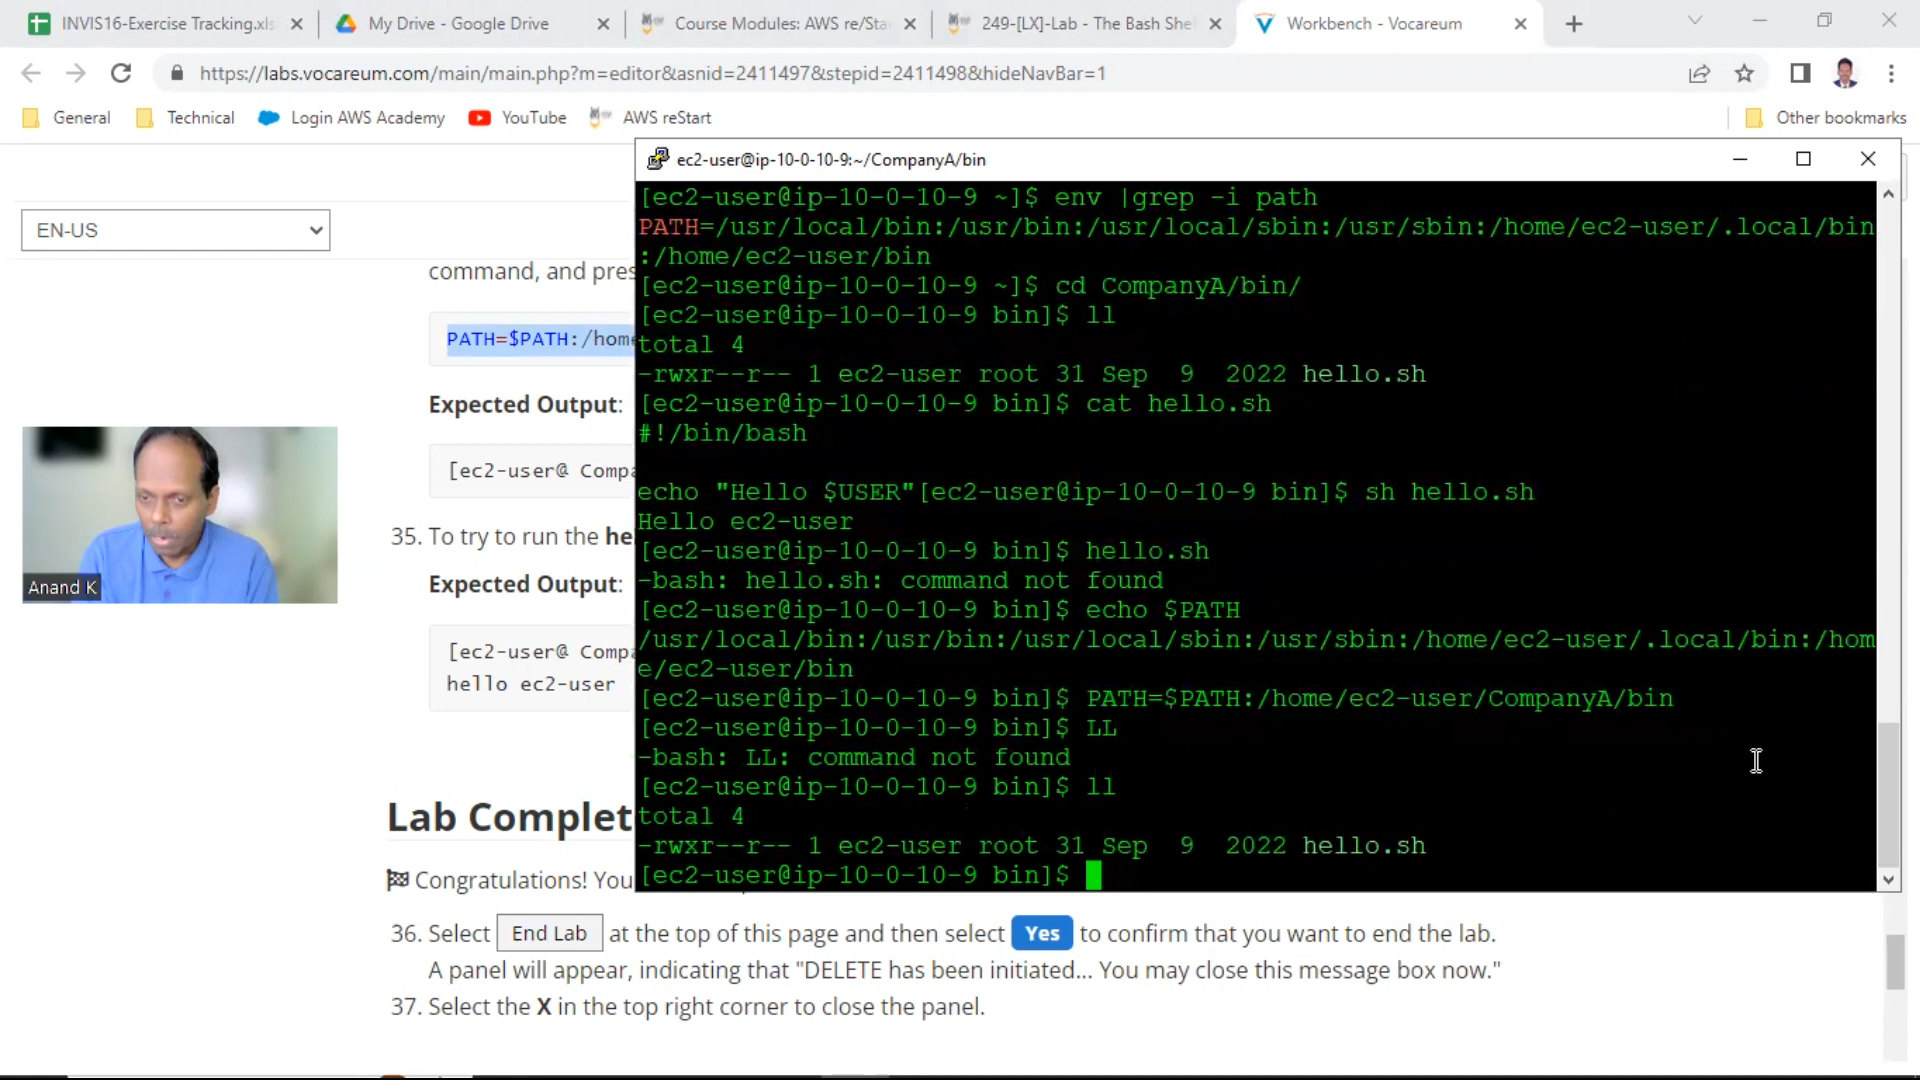 INVIS16-Exercise Tracking.xls
My Drive - Google Drive
Course Modules: AWS re/Sta
249-[LX]-Lab - The Bash She
Workbench - Vocareum
https://labs.vocareum.com/main/main.php?m=editor&asnid=2411497&stepid=2411498&hideNavBar=1
General
Technical
Login AWS Academy
YouTube
AWS reStart
Other bookmarks
EN-US
command, and pres
PATH=$PATH:/home
Expected Output:
[ec2-user@ Compa
35. To try to run the he
Expected Output:
[ec2-user@ Compa
hello ec2-user
Anand K
ec2-user@ip-10-0-10-9:~/CompanyA/bin
[ec2-user@ip-10-0-10-9 ~]$ env |grep -i path
PATH=/usr/local/bin:/usr/bin:/usr/local/sbin:/usr/sbin:/home/ec2-user/.local/bin
:/home/ec2-user/bin
[ec2-user@ip-10-0-10-9 ~]$ cd CompanyA/bin/
[ec2-user@ip-10-0-10-9 bin]$ ll
total 4
-rwxr--r-- 1 ec2-user root 31 Sep  9  2022 hello.sh
[ec2-user@ip-10-0-10-9 bin]$ cat hello.sh
#!/bin/bash
echo "Hello $USER"[ec2-user@ip-10-0-10-9 bin]$ sh hello.sh
Hello ec2-user
[ec2-user@ip-10-0-10-9 bin]$ hello.sh
-bash: hello.sh: command not found
[ec2-user@ip-10-0-10-9 bin]$ echo $PATH
/usr/local/bin:/usr/bin:/usr/local/sbin:/usr/sbin:/home/ec2-user/.local/bin:/hom
e/ec2-user/bin
[ec2-user@ip-10-0-10-9 bin]$ PATH=$PATH:/home/ec2-user/CompanyA/bin
[ec2-user@ip-10-0-10-9 bin]$ LL
-bash: LL: command not found
[ec2-user@ip-10-0-10-9 bin]$ ll
total 4
-rwxr--r-- 1 ec2-user root 31 Sep  9  2022 hello.sh
[ec2-user@ip-10-0-10-9 bin]$
Lab Complet
Congratulations! You
36. Select End Lab at the top of this page and then select Yes to confirm that you want to end the lab.
A panel will appear, indicating that "DELETE has been initiated... You may close this message box now."
37. Select the X in the top right corner to close the panel.